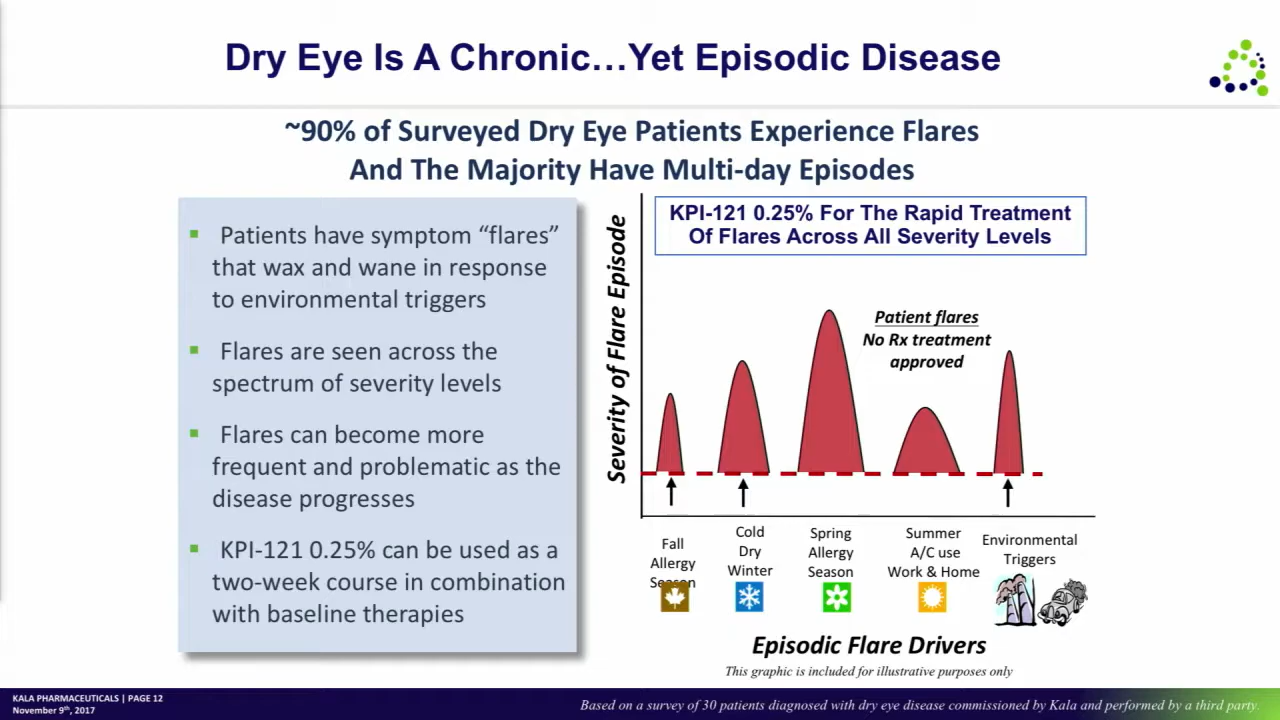 Dry Eye Is A Chronic…Yet Episodic Disease
~90% of Surveyed Dry Eye Patients Experience Flares
And The Majority Have Multi-day Episodes
▪ Patients have symptom “flares”
that wax and wane in response
to environmental triggers
▪ Flares are seen across the
spectrum of severity levels
▪ Flares can become more
frequent and problematic as the
disease progresses
▪ KPI-121 0.25% can be used as a
two-week course in combination
with baseline therapies
Severity of Flare Episode
KPI-121 0.25% For The Rapid Treatment
Of Flares Across All Severity Levels
Patient flares
No Rx treatment
approved
Fall
Allergy
Season
Cold
Dry
Winter
Spring
Allergy
Season
Summer
A/C use
Work & Home
Environmental
Triggers
Episodic Flare Drivers
This graphic is included for illustrative purposes only
KALA PHARMACEUTICALS | PAGE 12
November 9th, 2017
Based on a survey of 30 patients diagnosed with dry eye disease commissioned by Kala and performed by a third party.